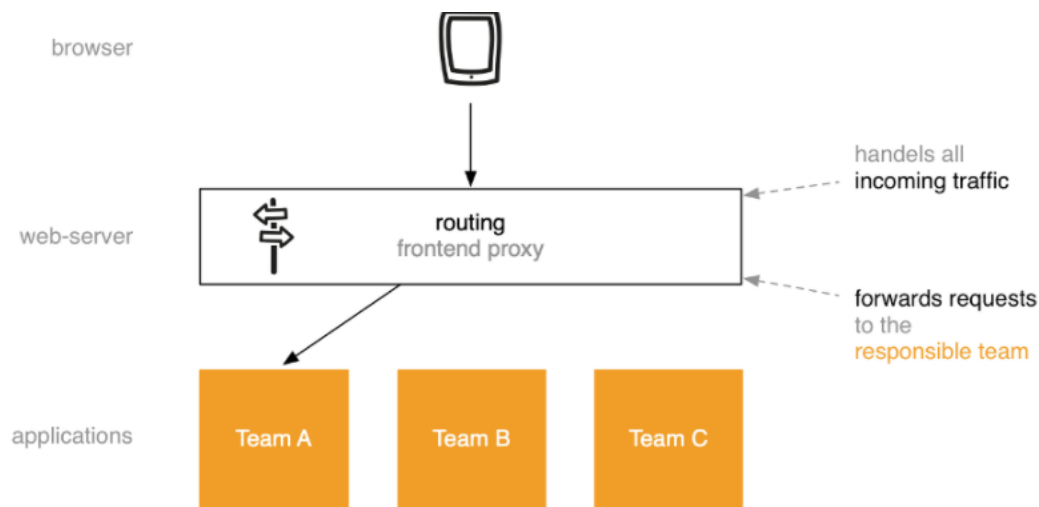 browser
handels all
incoming traffic
web-server
routing
frontend proxy
forwards requests
to the
responsible team
applications
Team A
Team B
Team C